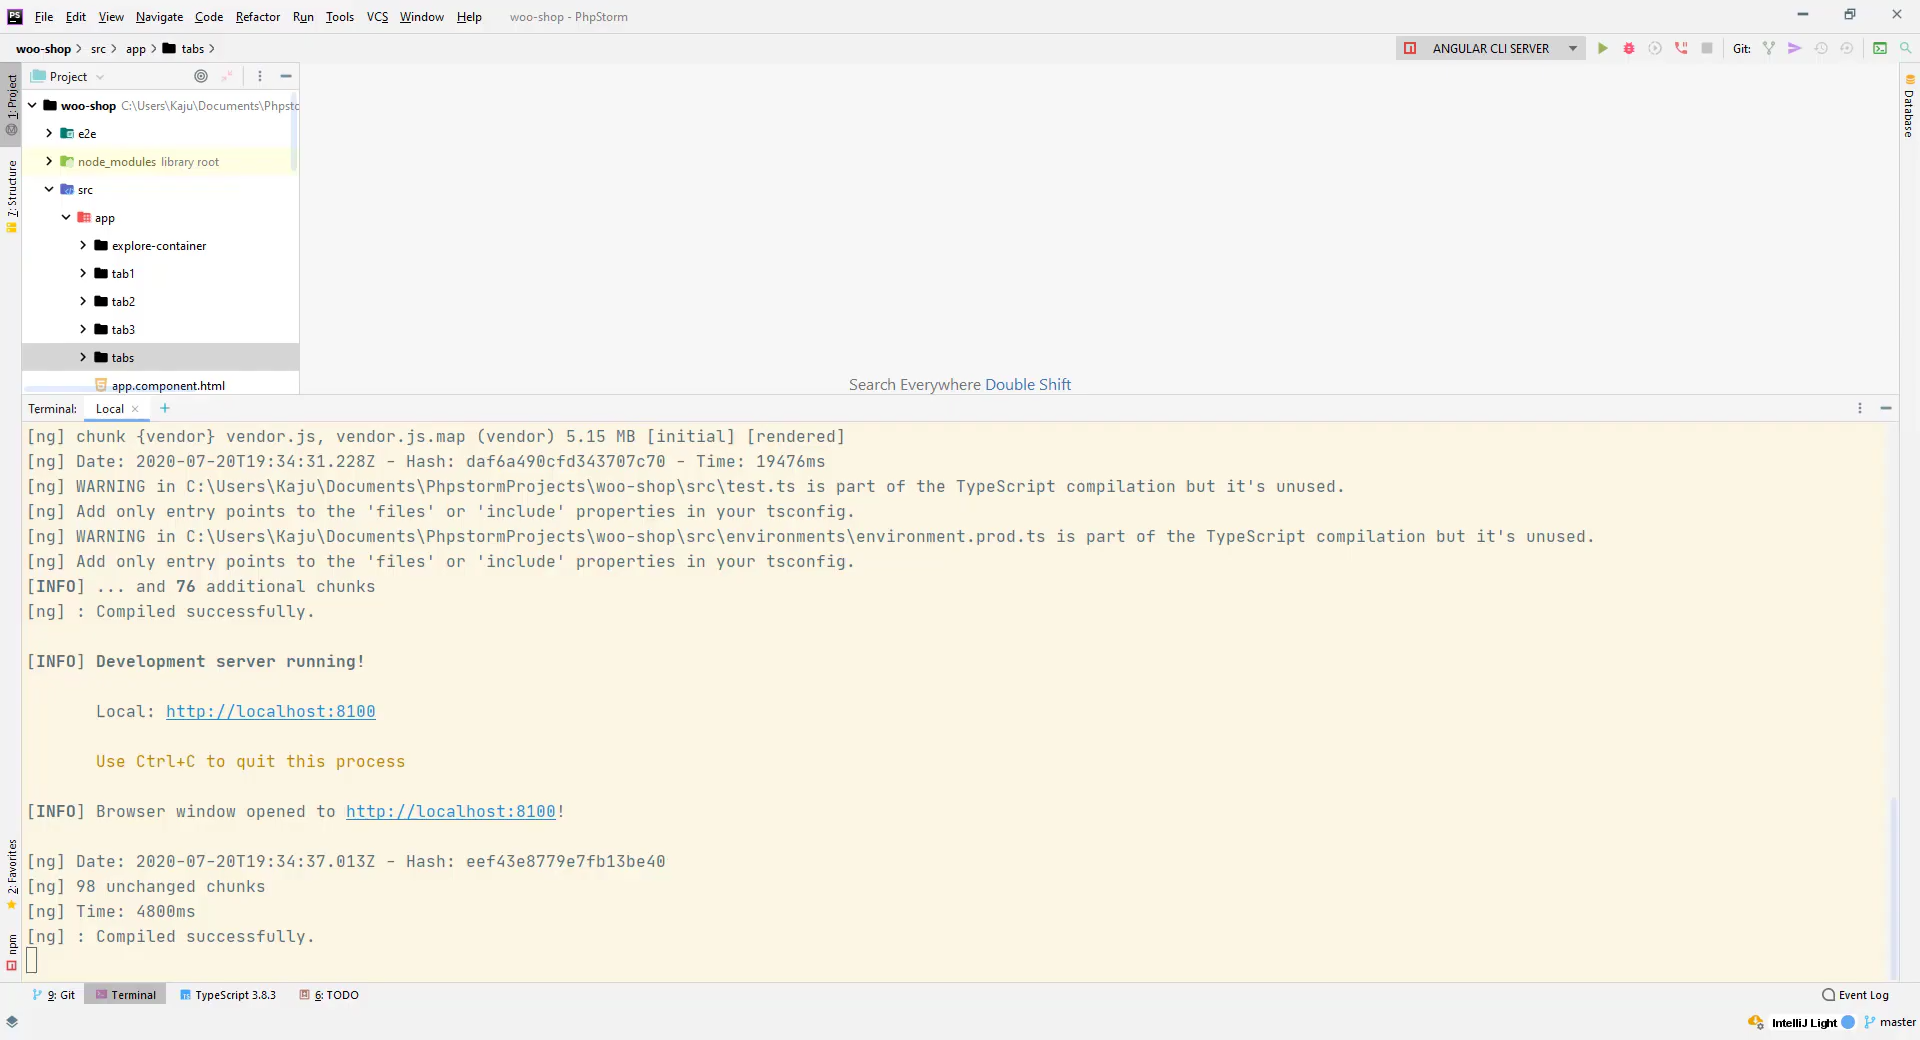 PS File Edit View Navigate Code Refactor Run Tools VCS Window Help woo-shop - PhpStorm
woo-shop src app tabs ANGULAR CLI SERVER Git:
1: Project
Project
woo-shop C:\Users\Kaju\Documents\Phpsto
e2e
node_modules library root
src
app
explore-container
tab1
tab2
tab3
tabs
app.component.html
7: Structure
Database
Search Everywhere Double Shift
Terminal: Local × +
[ng] chunk {vendor} vendor.js, vendor.js.map (vendor) 5.15 MB [initial] [rendered]
[ng] Date: 2020-07-20T19:34:31.228Z - Hash: daf6a490cfd343707c70 - Time: 19476ms
[ng] WARNING in C:\Users\Kaju\Documents\PhpstormProjects\woo-shop\src\test.ts is part of the TypeScript compilation but it's unused.
[ng] Add only entry points to the 'files' or 'include' properties in your tsconfig.
[ng] WARNING in C:\Users\Kaju\Documents\PhpstormProjects\woo-shop\src\environments\environment.prod.ts is part of the TypeScript compilation but it's unused.
[ng] Add only entry points to the 'files' or 'include' properties in your tsconfig.
[INFO] ... and 76 additional chunks
[ng] : Compiled successfully.
[INFO] Development server running!
Local: http://localhost:8100
Use Ctrl+C to quit this process
[INFO] Browser window opened to http://localhost:8100!
[ng] Date: 2020-07-20T19:34:37.013Z - Hash: eef43e8779e7fb13be40
[ng] 98 unchanged chunks
[ng] Time: 4800ms
[ng] : Compiled successfully.
2: Favorites
npm
9: Git Terminal TypeScript 3.8.3 6: TODO Event Log
IntelliJ Light master